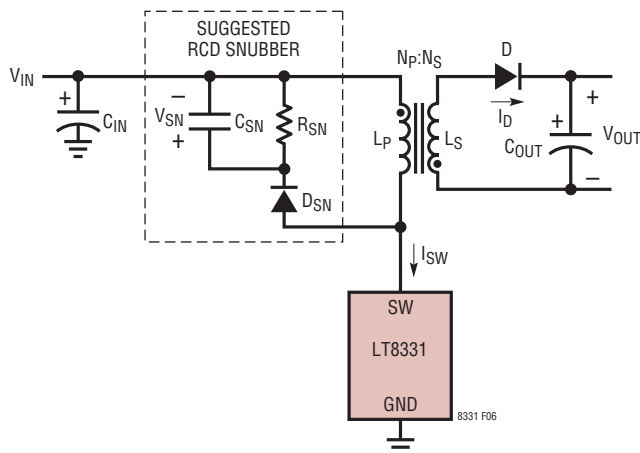 SUGGESTED
RCD SNUBBER
N_P:N_S
D
V_IN
+
C_IN
−
V_SN
+
C_SN
R_SN
D_SN
L_P
L_S
I_D
+
C_OUT
+
V_OUT
−
I_SW
SW
LT8331
GND
8331 F06